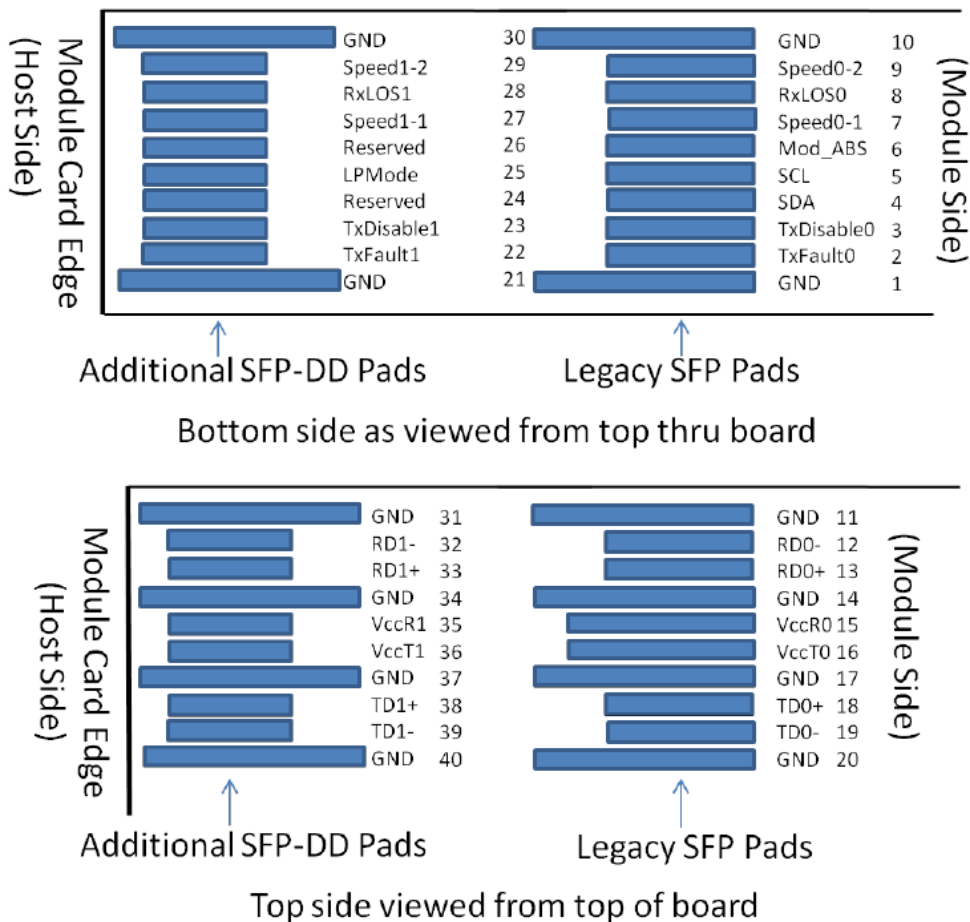 Module Card Edge
(Host Side)
GND 30 GND 10
Speed1-2 29 Speed0-2 9
RxLOS1 28 RxLOS0 8
Speed1-1 27 Speed0-1 7
Reserved 26 Mod_ABS 6
LPMode 25 SCL 5
Reserved 24 SDA 4
TxDisable1 23 TxDisable0 3
TxFault1 22 TxFault0 2
GND 21 GND 1
(Module Side)
Additional SFP-DD Pads Legacy SFP Pads
Bottom side as viewed from top thru board
Module Card Edge
(Host Side)
GND 31 GND 11
RD1- 32 RD0- 12
RD1+ 33 RD0+ 13
GND 34 GND 14
VccR1 35 VccR0 15
VccT1 36 VccT0 16
GND 37 GND 17
TD1+ 38 TD0+ 18
TD1- 39 TD0- 19
GND 40 GND 20
(Module Side)
Additional SFP-DD Pads Legacy SFP Pads
Top side viewed from top of board